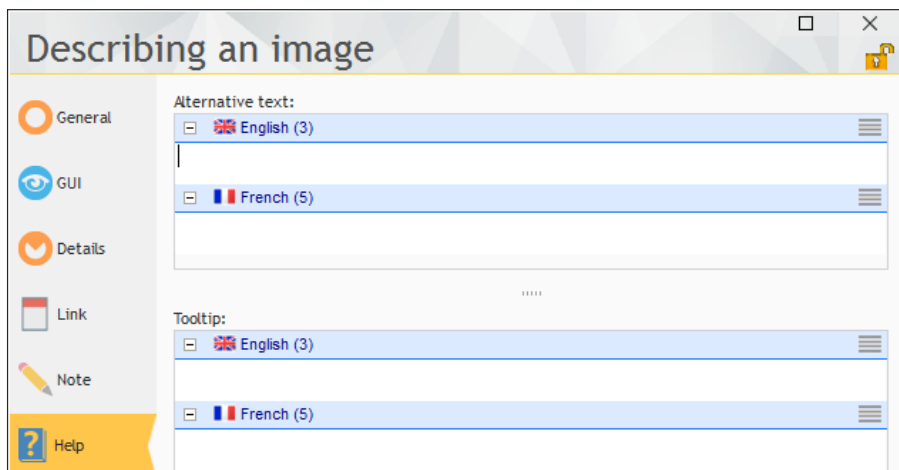 Describing an image
General
GUI
Details
Link
Note
Help
Alternative text:
English (3)
French (5)
Tooltip:
English (3)
French (5)